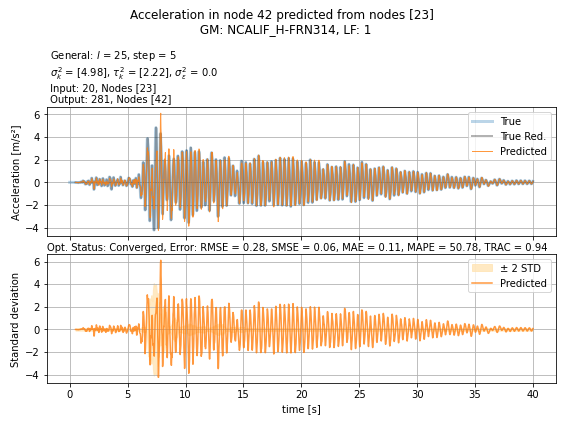 Acceleration in node 42 predicted from nodes [23]
GM: NCALIF_H-FRN314, LF: 1
General: l = 25, step = 5
σ²ₖ = [4.98], τ²ₖ = [2.22], σ²ε = 0.0
Input: 20, Nodes [23]
Output: 281, Nodes [42]
6
4
2
0
−2
−4
Acceleration [m/s²]
True
True Red.
Predicted
Opt. Status: Converged, Error: RMSE = 0.28, SMSE = 0.06, MAE = 0.11, MAPE = 50.78, TRAC = 0.94
6
4
2
0
−2
−4
Standard deviation
± 2 STD
Predicted
0 5 10 15 20 25 30 35 40
time [s]